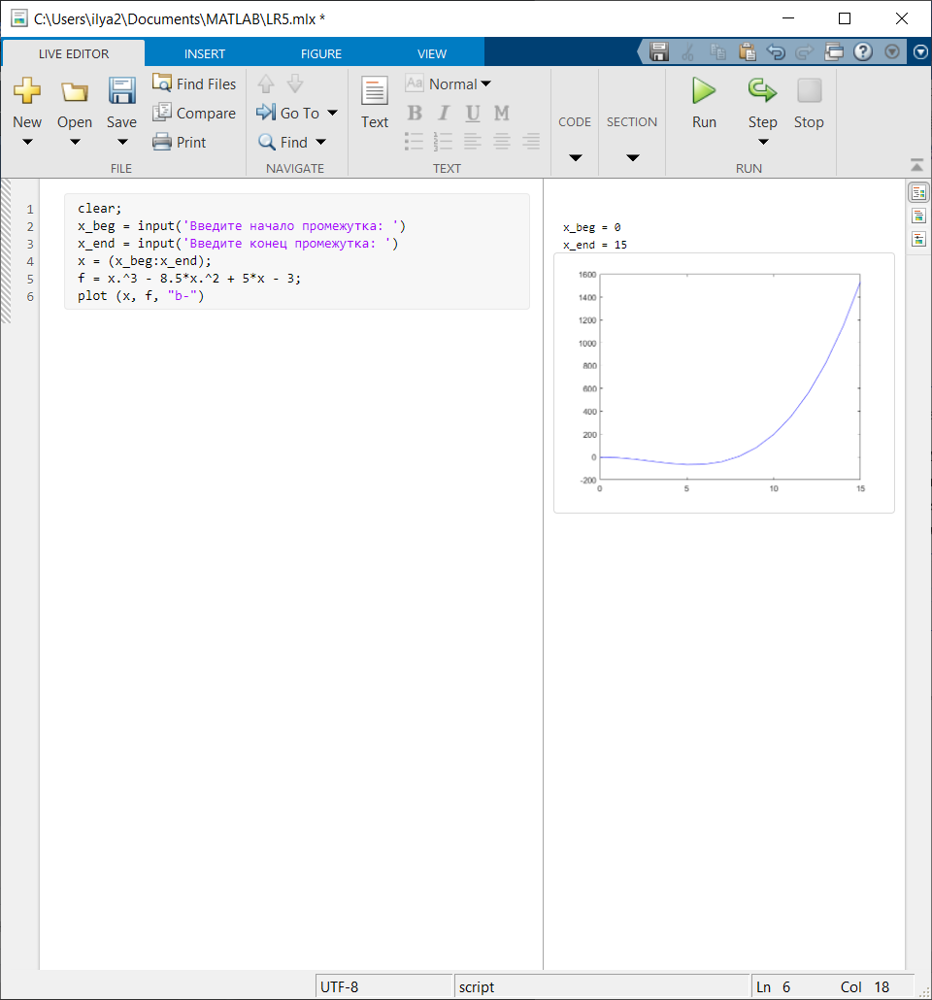 C:\Users\ilya2\Documents\MATLAB\LR5.mlx *
LIVE EDITOR INSERT FIGURE VIEW
New Open Save Find Files Compare Print
FILE
Go To Find
NAVIGATE
Text Aa Normal
B I U M
TEXT
CODE SECTION
Run Step Stop
RUN
1 clear;
2 x_beg = input('Введите начало промежутка: ')
3 x_end = input('Введите конец промежутка: ')
4 x = (x_beg:x_end);
5 f = x.^3 - 8.5*x.^2 + 5*x - 3;
6 plot (x, f, "b-")
x_beg = 0
x_end = 15
1600
1400
1200
1000
800
600
400
200
0
-200
0 5 10 15
UTF-8 script Ln 6 Col 18